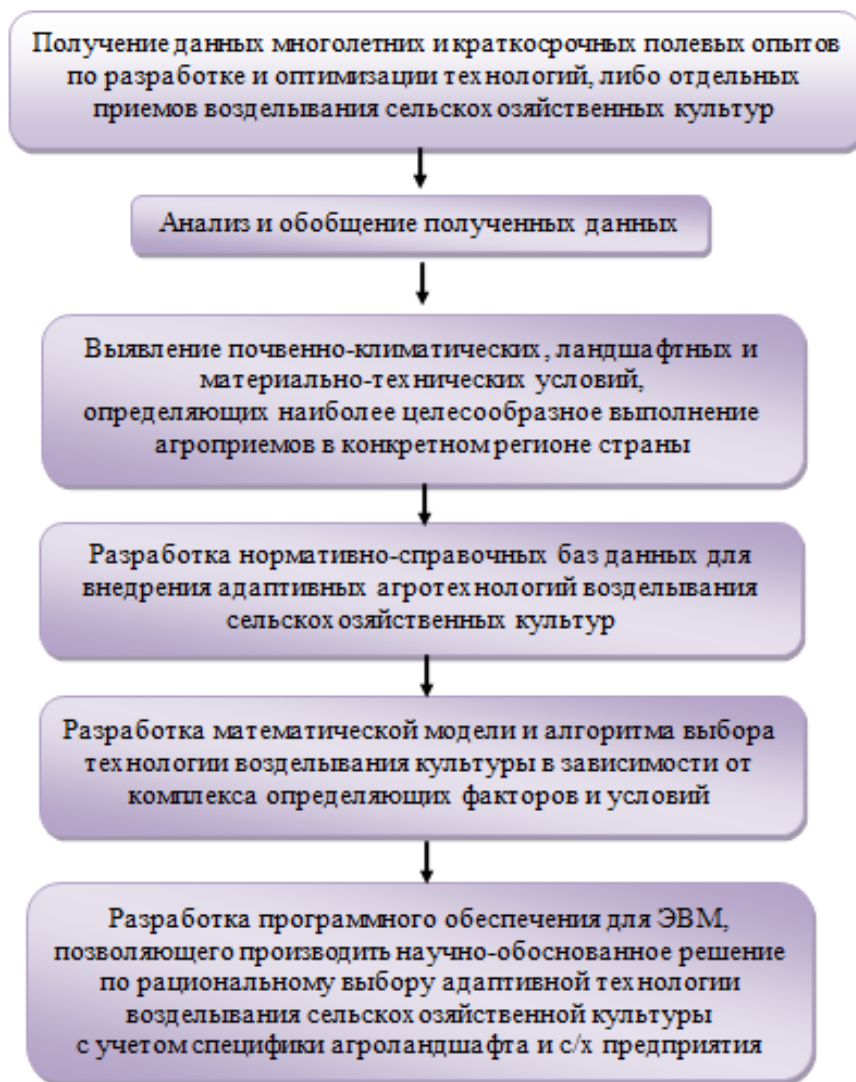 Получение данных многолетних и краткосрочных полевых опытов
по разработке и оптимизации технологий, либо отдельных
приемов возделывания сельскохозяйственных культур
Анализ и обобщение полученных данных
Выявление почвенно-климатических, ландшафтных и
материально-технических условий,
определяющих наиболее целесообразное выполнение
агроприемов в конкретном регионе страны
Разработка нормативно-справочных баз данных для
внедрения адаптивных агротехнологий возделывания
сельскохозяйственных культур
Разработка математической модели и алгоритма выбора
технологии возделывания культуры в зависимости от
комплекса определяющих факторов и условий
Разработка программного обеспечения для ЭВМ,
позволяющего производить научно-обоснованное решение
по рациональному выбору адаптивной технологии
возделывания сельскохозяйственной культуры
с учетом специфики агроландшафта и с/х предприятия